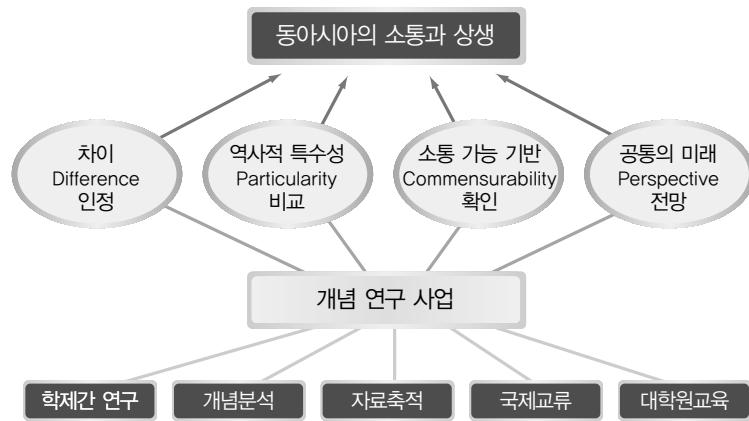 동아시아의 소통과 상생
차이
Difference
인정
역사적 특수성
Particularity
비교
소통 가능 기반
Commensurability
확인
공통의 미래
Perspective
전망
개념 연구 사업
학제간 연구
개념분석
자료축적
국제교류
대학원교육